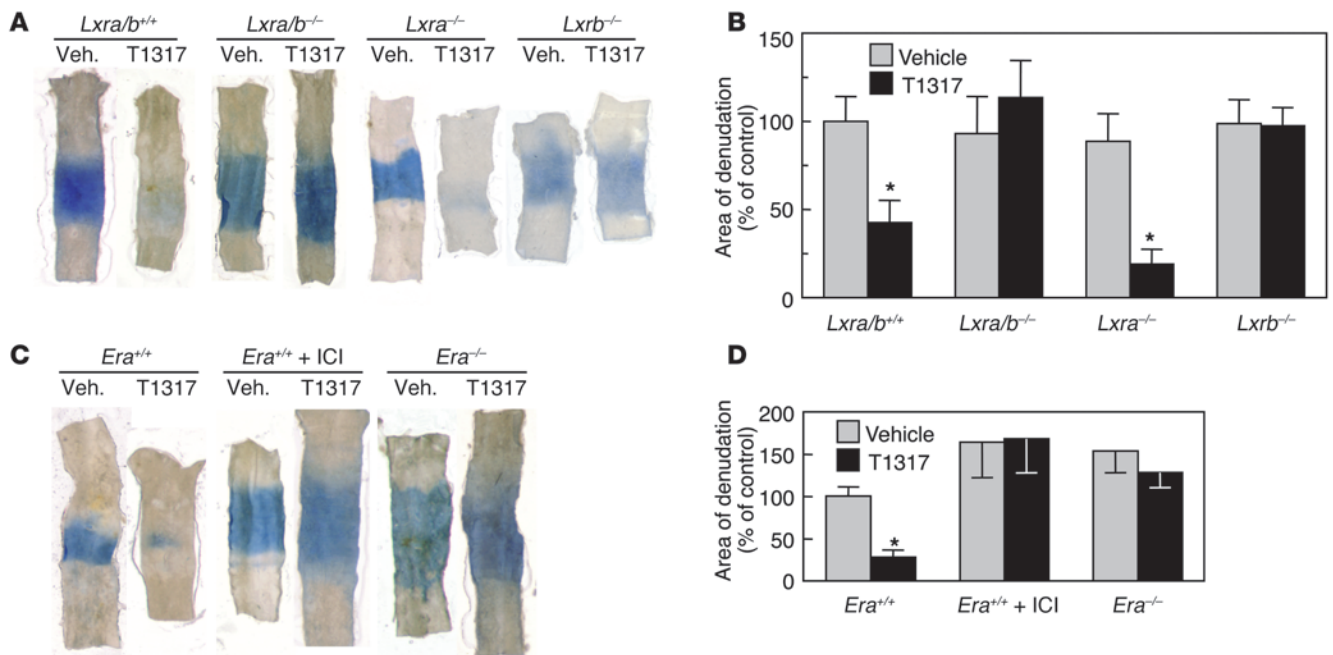 A
Lxra/b+/+ Lxra/b–/– Lxra–/– Lxrb–/–
Veh. T1317 Veh. T1317 Veh. T1317 Veh. T1317
B
150
100
50
0
Area of denudation
(% of control)
Vehicle
T1317
*
*
Lxra/b+/+ Lxra/b–/– Lxra–/– Lxrb–/–
C
Era+/+ Era+/+ + ICI Era–/–
Veh. T1317 Veh. T1317 Veh. T1317
D
200
150
100
50
0
Area of denudation
(% of control)
Vehicle
T1317
*
Era+/+ Era+/+ + ICI Era–/–